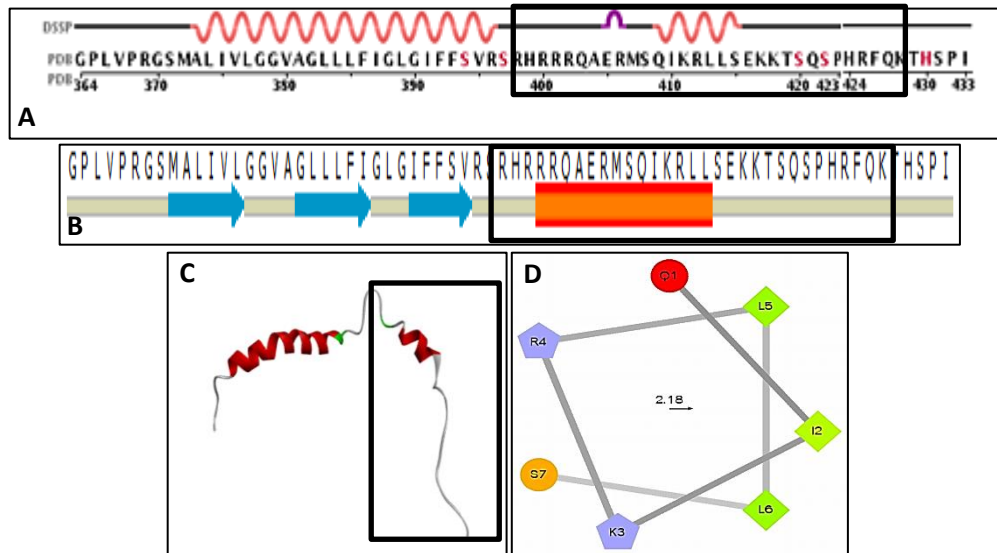 DSSP
PDB GPLVPRGSMALIVLGGVAGLLLFIGLGIFFSVRSRHRRRQAERMSQIKRLLSEKKTSQSPHRFQKTHSPI
PDB 364 370 380 390 400 410 420 423 424 430 433
A
GPLVPRGSMALIVLGGVAGLLLFIGLGIFFSVRSRHRRRQAERMSQIKRLLSEKKTSQSPHRFQKTHSPI
B
C
D
Q1
L5
R4
2.18
I2
S7
L6
K3